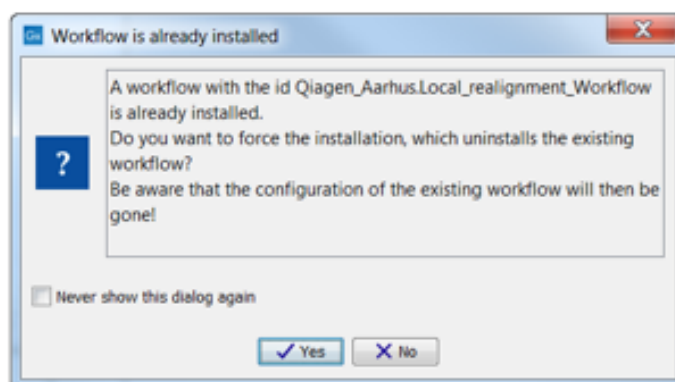 Workflow is already installed
A workflow with the id Qiagen_Aarhus.Local_realignment_Workflow
is already installed.
Do you want to force the installation, which uninstalls the existing
workflow?
Be aware that the configuration of the existing workflow will then be
gone!
?
Never show this dialog again
Yes
No